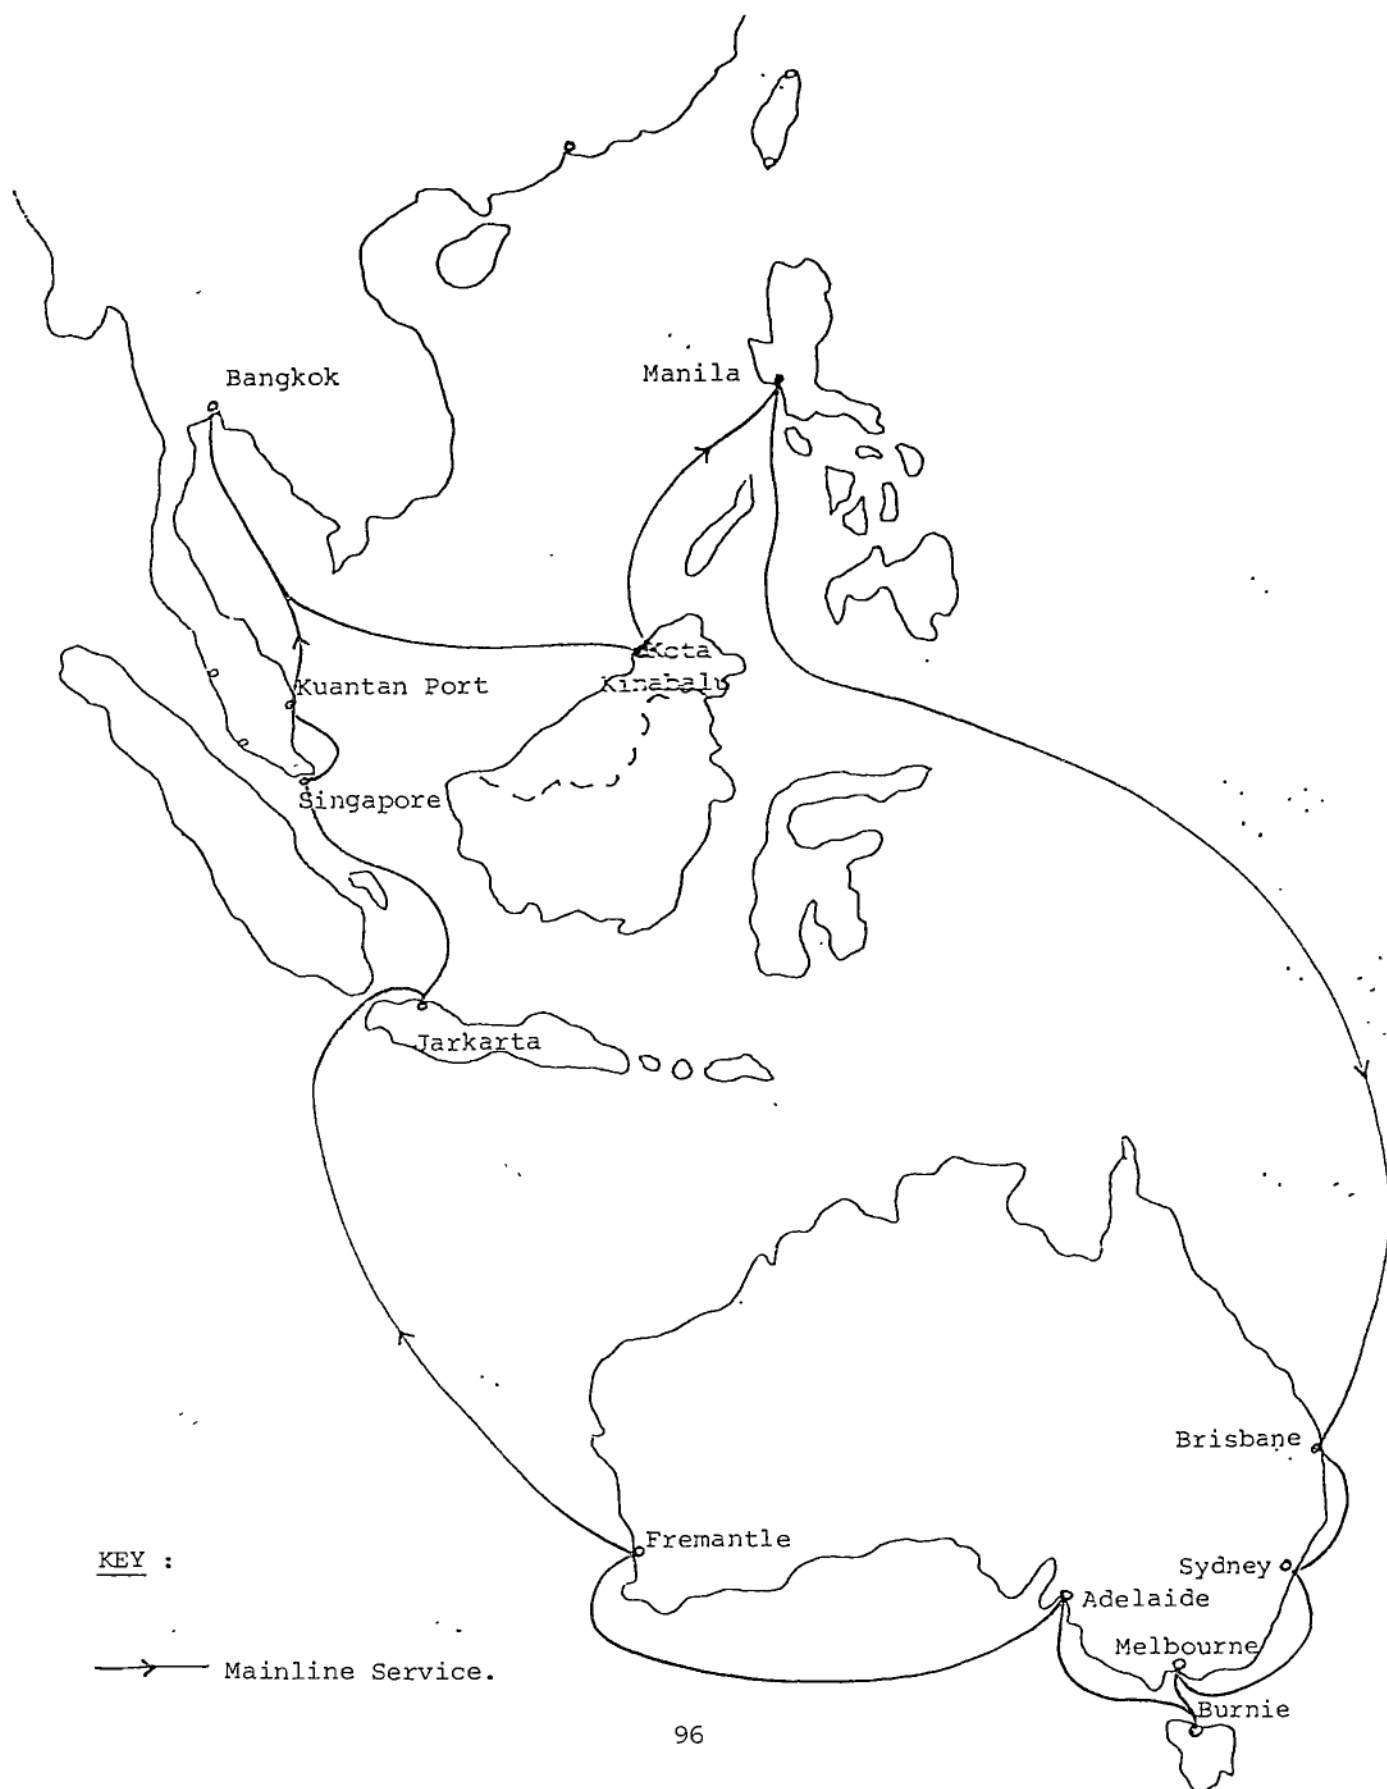 Bangkok
Manila
Kota
Kinabalu
Kuantan Port
Singapore
Jarkarta
Brisbane
Fremantle
KEY :
Sydney
Adelaide
Melbourne
Mainline Service.
Burnie
96